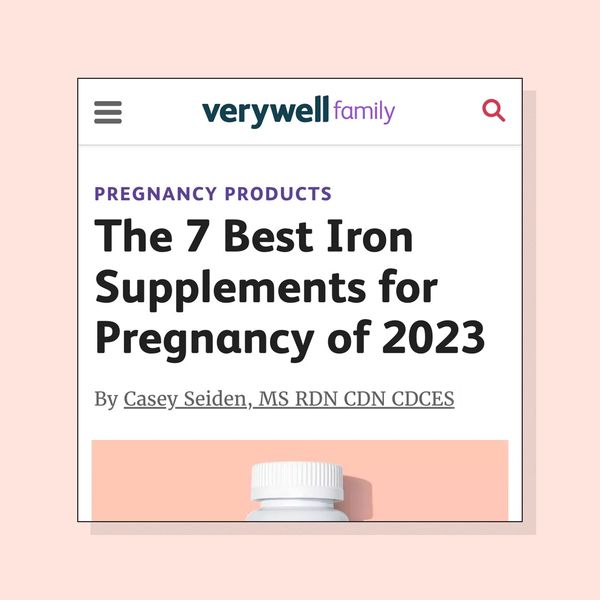 verywell family
PREGNANCY PRODUCTS
The 7 Best Iron
Supplements for
Pregnancy of 2023
By Casey Seiden, MS RDN CDN CDCES